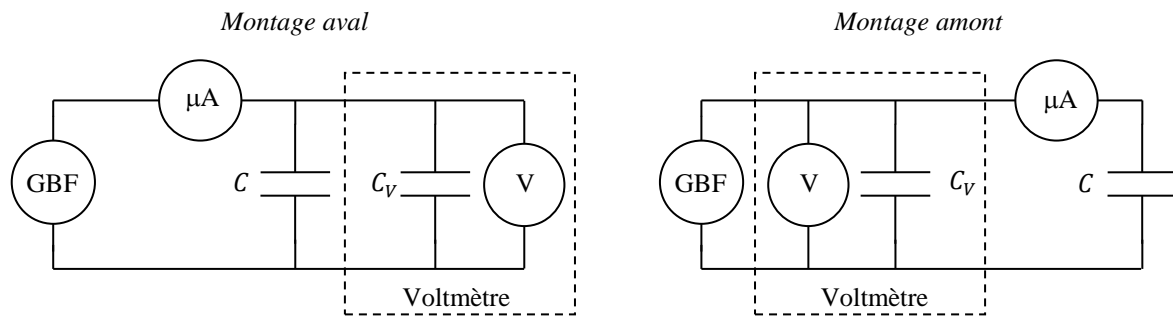 Montage aval
Montage amont
μA
GBF
C
C_V
V
Voltmètre
μA
GBF
V
C_V
C
Voltmètre